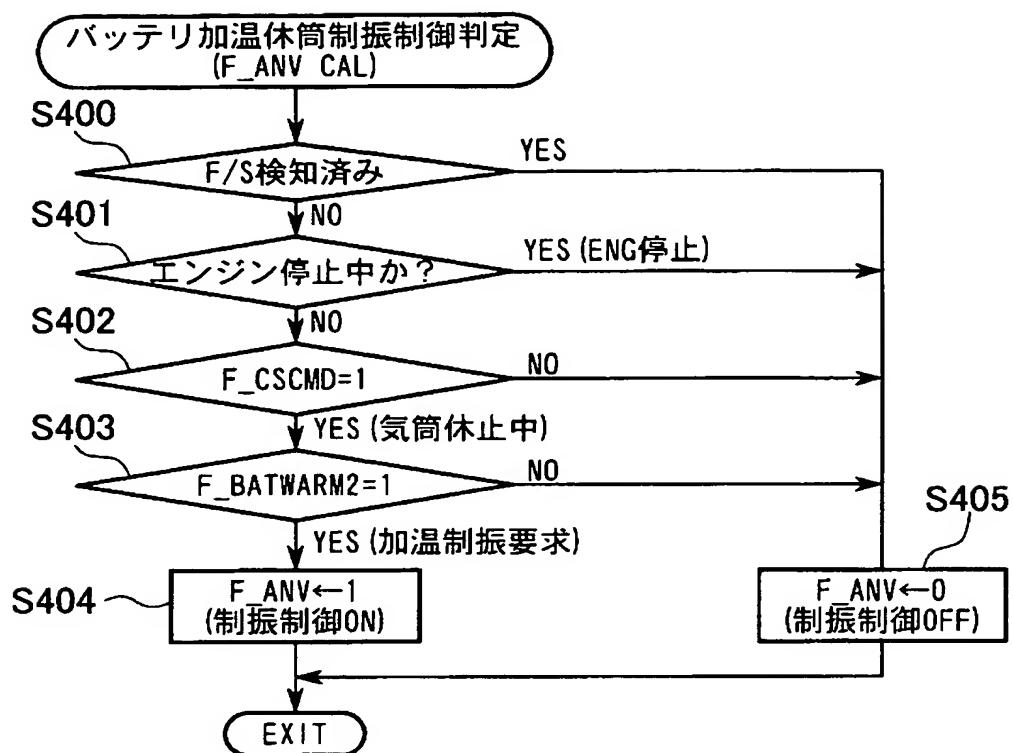 バッテリ加温休筒制振制御判定
(F_ANV CAL)
S400
F/S検知済み
YES
NO
S401
エンジン停止中か?
YES(ENG停止)
NO
S402
F_CSCMD=1
NO
YES(気筒休止中)
S403
F_BATWARM2=1
NO
YES(加温制振要求)
S404
F_ANV←1
(制振制御ON)
S405
F_ANV←0
(制振制御OFF)
EXIT